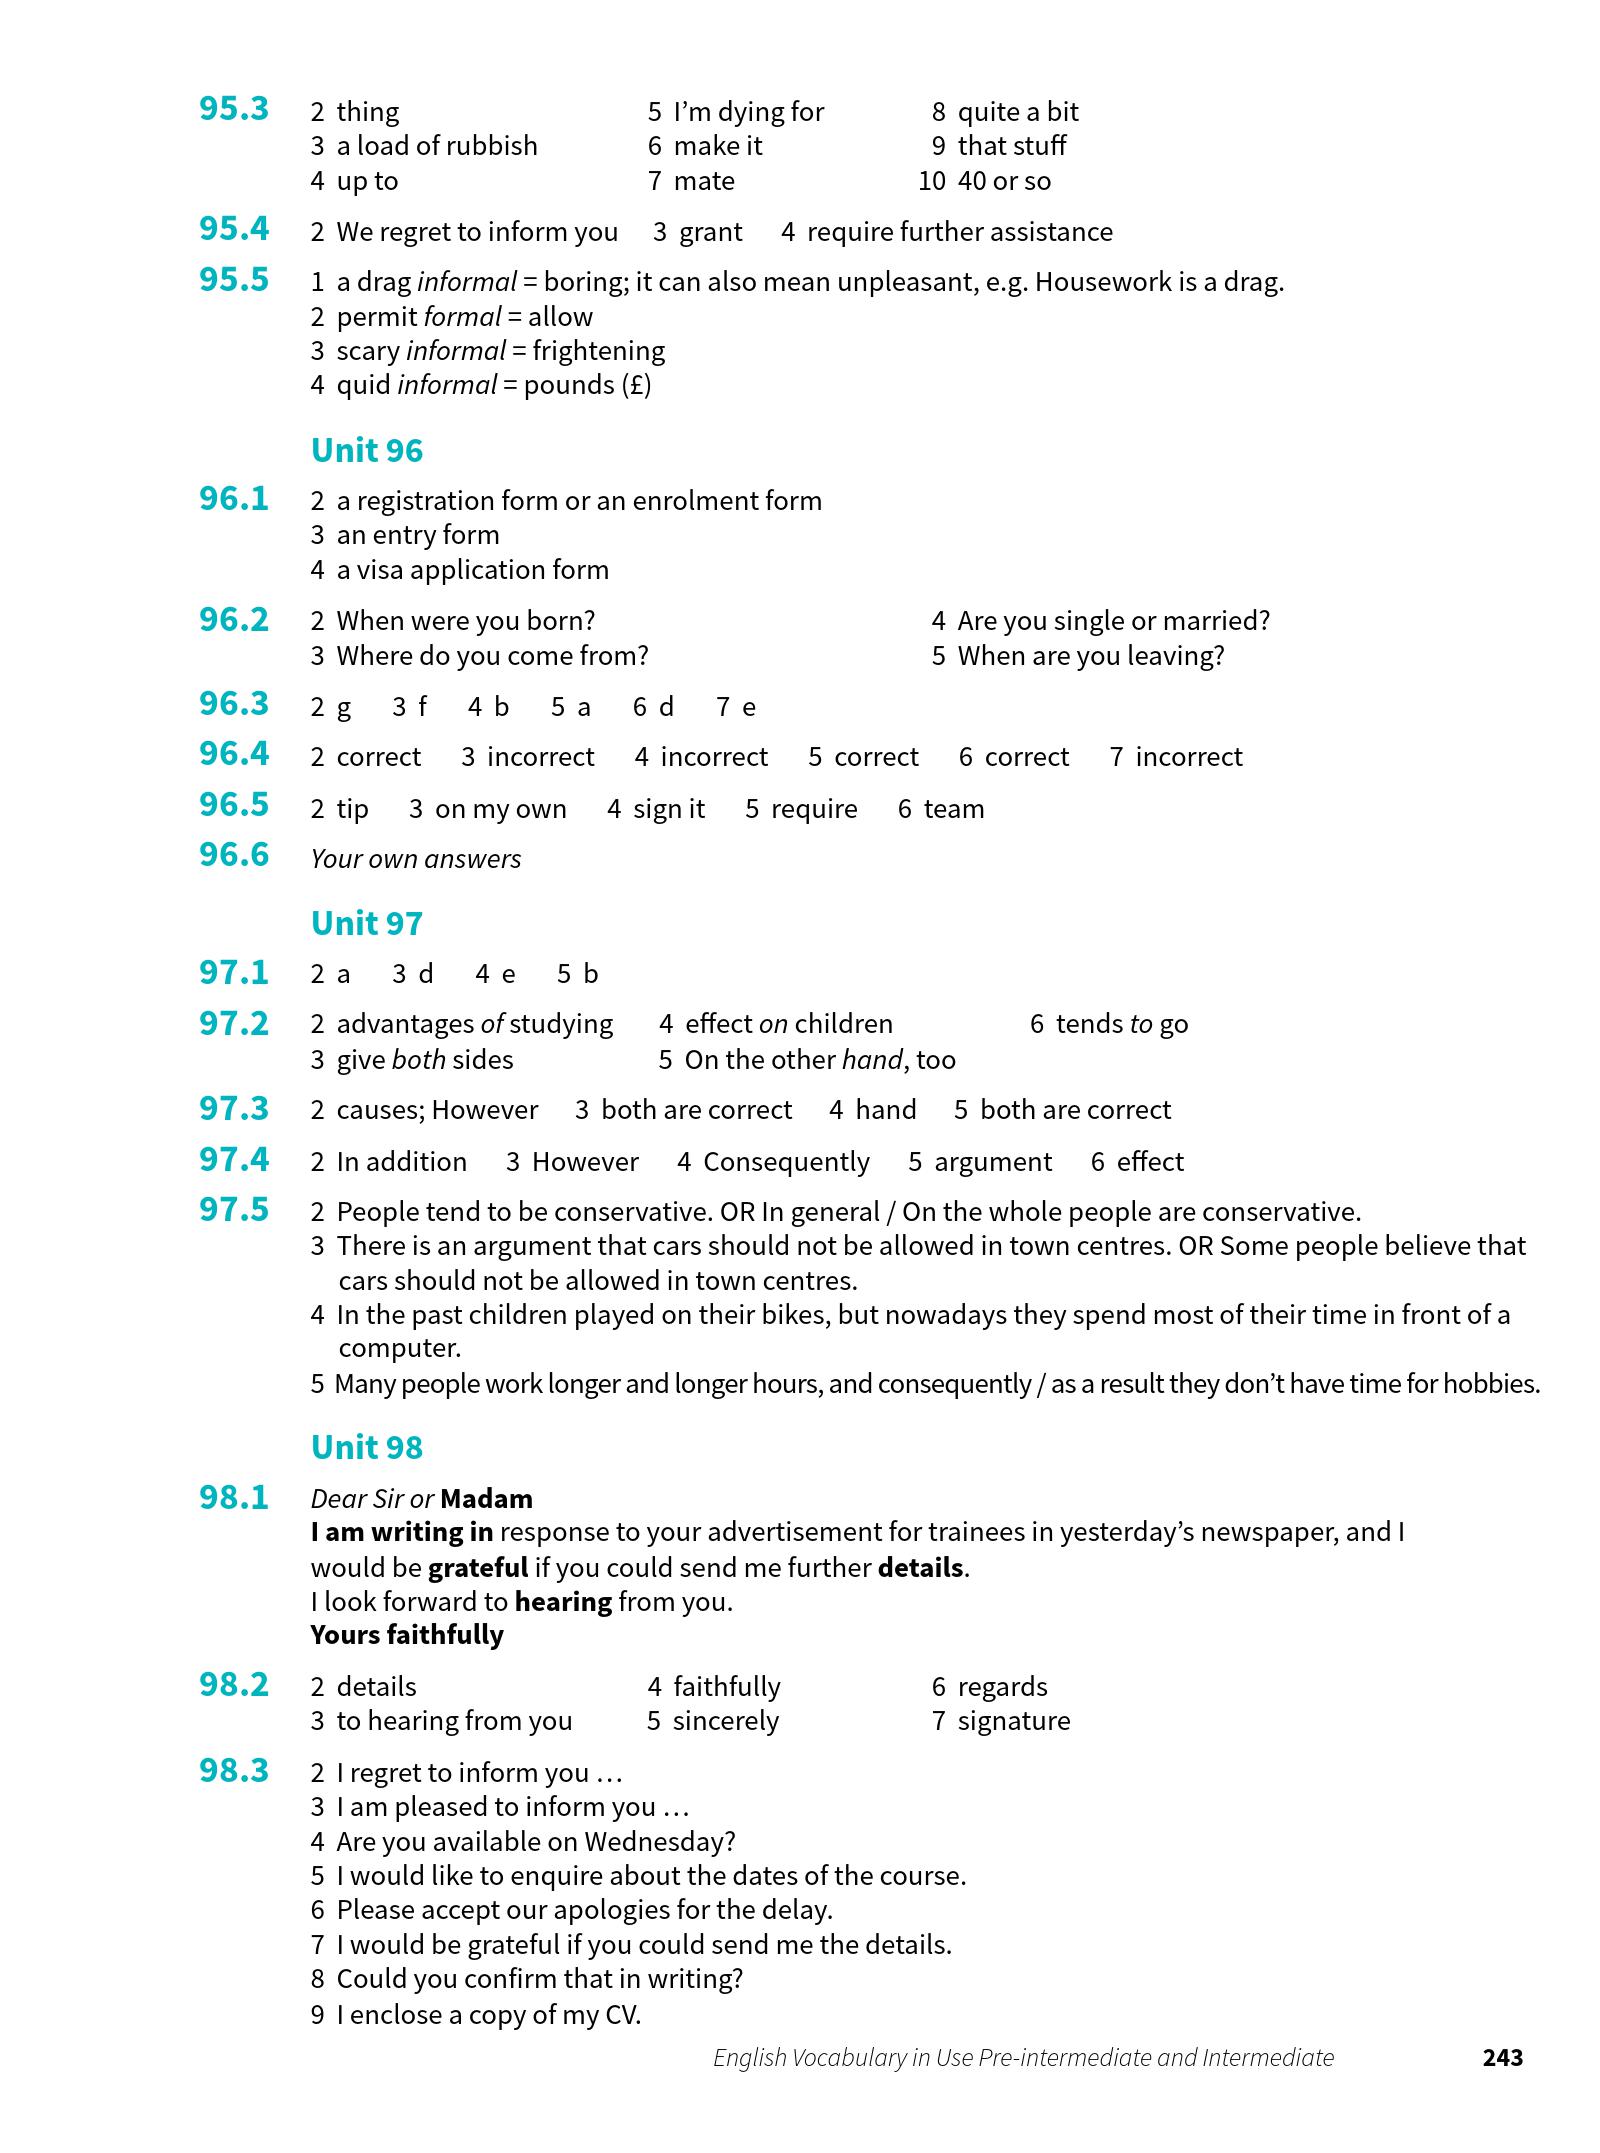 95.3 2 thing 5 I’m dying for 8 quite a bit
3 a load of rubbish 6 make it 9 that stuff
4 up to 7 mate 10 40 or so
95.4 2 We regret to inform you 3 grant 4 require further assistance
95.5 1 a drag informal = boring; it can also mean unpleasant, e.g. Housework is a drag.
2 permit formal = allow
3 scary informal = frightening
4 quid informal = pounds (£)
Unit 96
96.1 2 a registration form or an enrolment form
3 an entry form
4 a visa application form
96.2 2 When were you born? 4 Are you single or married?
3 Where do you come from? 5 When are you leaving?
96.3 2 g 3 f 4 b 5 a 6 d 7 e
96.4 2 correct 3 incorrect 4 incorrect 5 correct 6 correct 7 incorrect
96.5 2 tip 3 on my own 4 sign it 5 require 6 team
96.6 Your own answers
Unit 97
97.1 2 a 3 d 4 e 5 b
97.2 2 advantages of studying 4 effect on children 6 tends to go
3 give both sides 5 On the other hand, too
97.3 2 causes; However 3 both are correct 4 hand 5 both are correct
97.4 2 In addition 3 However 4 Consequently 5 argument 6 effect
97.5 2 People tend to be conservative. OR In general / On the whole people are conservative.
3 There is an argument that cars should not be allowed in town centres. OR Some people believe that
cars should not be allowed in town centres.
4 In the past children played on their bikes, but nowadays they spend most of their time in front of a
computer.
5 Many people work longer and longer hours, and consequently / as a result they don’t have time for hobbies.
Unit 98
98.1 Dear Sir or Madam
I am writing in response to your advertisement for trainees in yesterday’s newspaper, and I
would be grateful if you could send me further details.
I look forward to hearing from you.
Yours faithfully
98.2 2 details 4 faithfully 6 regards
3 to hearing from you 5 sincerely 7 signature
98.3 2 I regret to inform you …
3 I am pleased to inform you …
4 Are you available on Wednesday?
5 I would like to enquire about the dates of the course.
6 Please accept our apologies for the delay.
7 I would be grateful if you could send me the details.
8 Could you confirm that in writing?
9 I enclose a copy of my CV.
English Vocabulary in Use Pre-intermediate and Intermediate 243